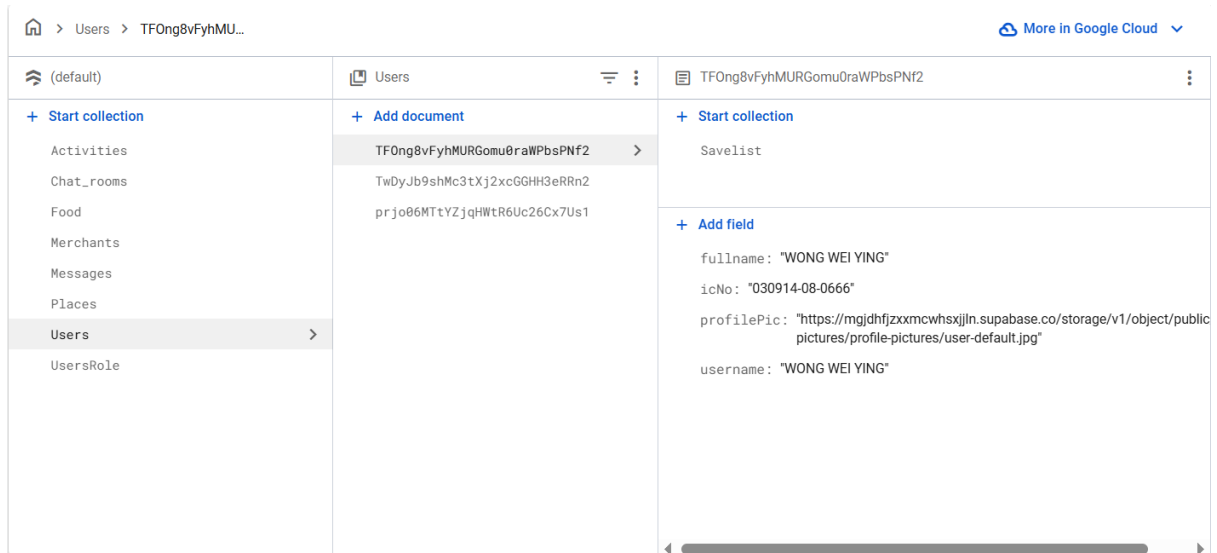 Users > TFOng8vFyhMU...
More in Google Cloud
(default)
Users
TFOng8vFyhMURGomu0raWPbsPNf2
+ Start collection
+ Add document
+ Start collection
Activities
TFOng8vFyhMURGomu0raWPbsPNf2
Savelist
Chat_rooms
TwDyJb9shMc3tXj2xcGGHH3eRRn2
Food
prjo06MTtYZjqHWtR6Uc26Cx7Us1
+ Add field
Merchants
fullname: "WONG WEI YING"
Messages
icNo: "030914-08-0666"
Places
profilePic: "https://mgjdhfjzxxmcwhsxjjln.supabase.co/storage/v1/object/public
pictures/profile-pictures/user-default.jpg"
Users
UsersRole
username: "WONG WEI YING"